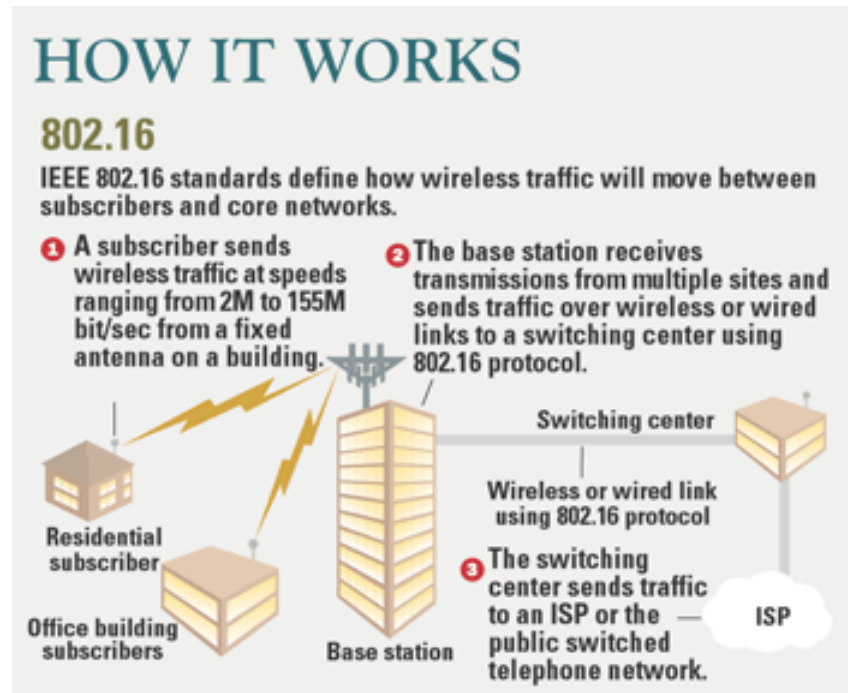 HOW IT WORKS
802.16
IEEE 802.16 standards define how wireless traffic will move between
subscribers and core networks.
1 A subscriber sends
wireless traffic at speeds
ranging from 2M to 155M
bit/sec from a fixed
antenna on a building.
2 The base station receives
transmissions from multiple sites and
sends traffic over wireless or wired
links to a switching center using
802.16 protocol.
Switching center
Wireless or wired link
using 802.16 protocol
Residential
subscriber
Office building
subscribers
Base station
3 The switching
center sends traffic
to an ISP or the
public switched
telephone network.
ISP